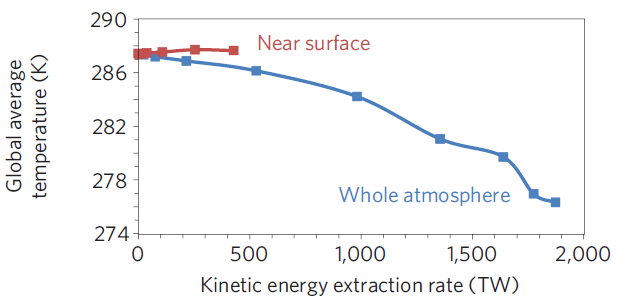 290
286
282
278
274
0
500
1,000
1,500
2,000
Global average
temperature (K)
Near surface
Whole atmosphere
Kinetic energy extraction rate (TW)